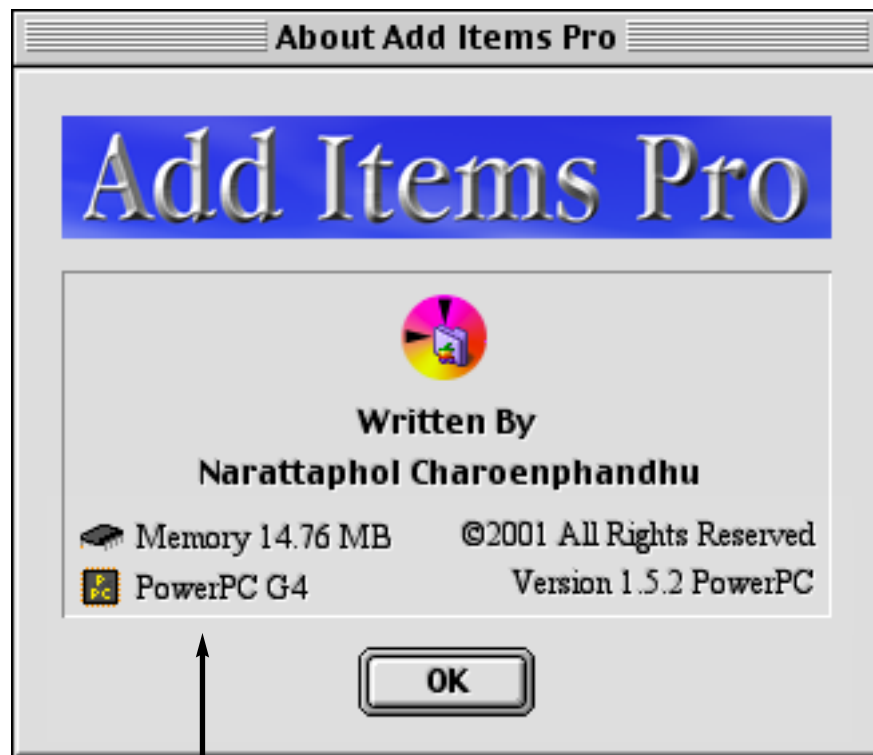 About Add Items Pro
Add Items Pro
Written By
Narattaphol Charoenphandhu
Memory 14.76 MB
©2001 All Rights Reserved
P
PC
PowerPC G4
Version 1.5.2 PowerPC
OK